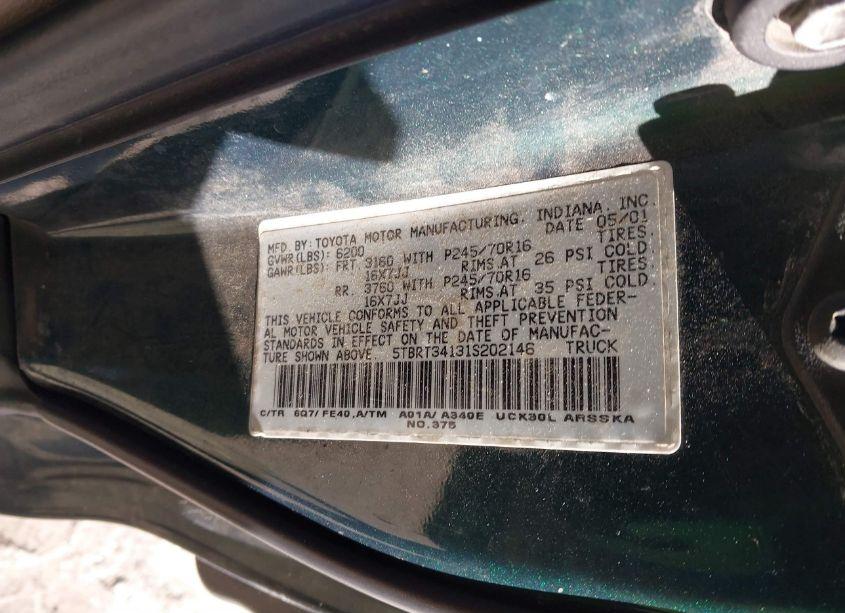 MFD. BY: TOYOTA MOTOR MANUFACTURING, INDIANA, INC.
GVWR(LBS): 6200 DATE 05/01
GAWR(LBS): FRT 3160 WITH P245/70R16 TIRES.
16X7JJ RIMS.AT 26 PSI COLD.
RR. 3760 WITH P245/70R16 TIRES
16X7JJ RIMS.AT 35 PSI COLD.
THIS VEHICLE CONFORMS TO ALL APPLICABLE FEDER-
AL MOTOR VEHICLE SAFETY AND THEFT PREVENTION
STANDARDS IN EFFECT ON THE DATE OF MANUFAC-
TURE SHOWN ABOVE. 5TBRT34131S202146 TRUCK
C/TR 6Q7/ FE40 ,A/TM A01A/ A340E UCK30L ARSSKA
NO.375